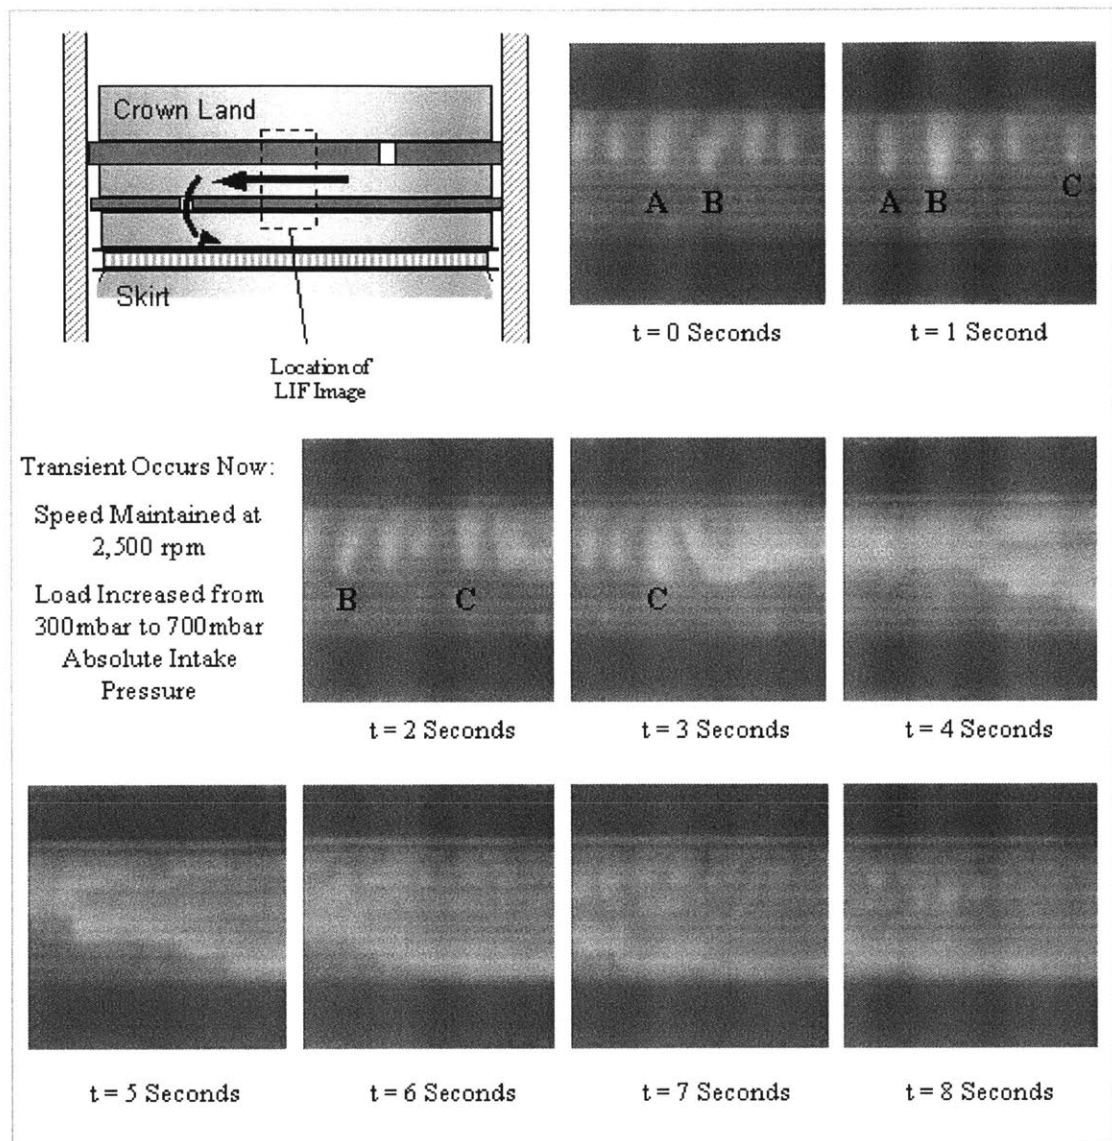 Crown Land
Skirt
Location of
LIF Image
A
B
t = 0 Seconds
A
B
C
t = 1 Second
Transient Occurs Now:
Speed Maintained at
2,500 rpm
Load Increased from
300mbar to 700mbar
Absolute Intake
Pressure
B
C
t = 2 Seconds
C
t = 3 Seconds
t = 4 Seconds
t = 5 Seconds
t = 6 Seconds
t = 7 Seconds
t = 8 Seconds